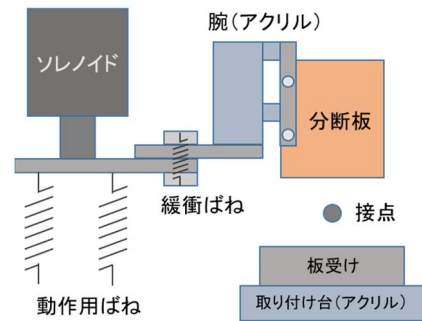 腕(アクリル)
ソレノイド
分断板
緩衝ばね
接点
動作用ばね
板受け
取り付け台(アクリル)